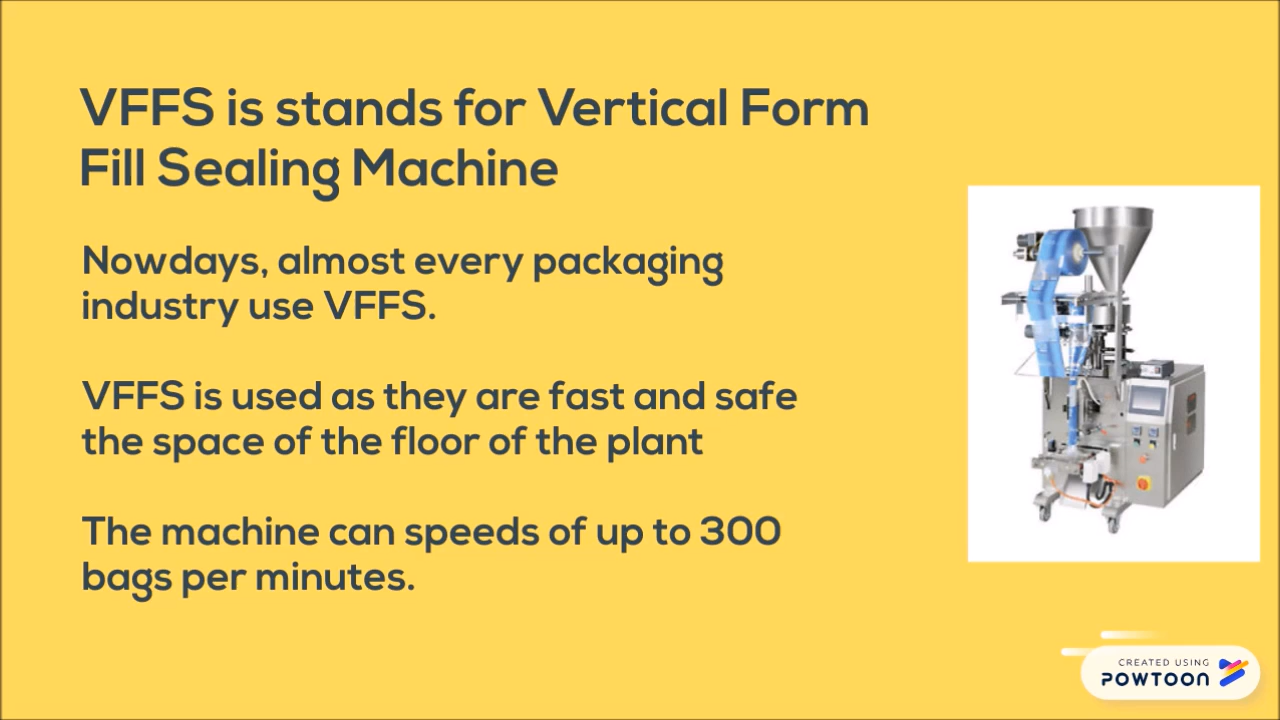 VFFS is stands for Vertical Form
Fill Sealing Machine
Nowdays, almost every packaging
industry use VFFS.
VFFS is used as they are fast and safe
the space of the floor of the plant
The machine can speeds of up to 300
bags per minutes.
CREATED USING
POWTOON